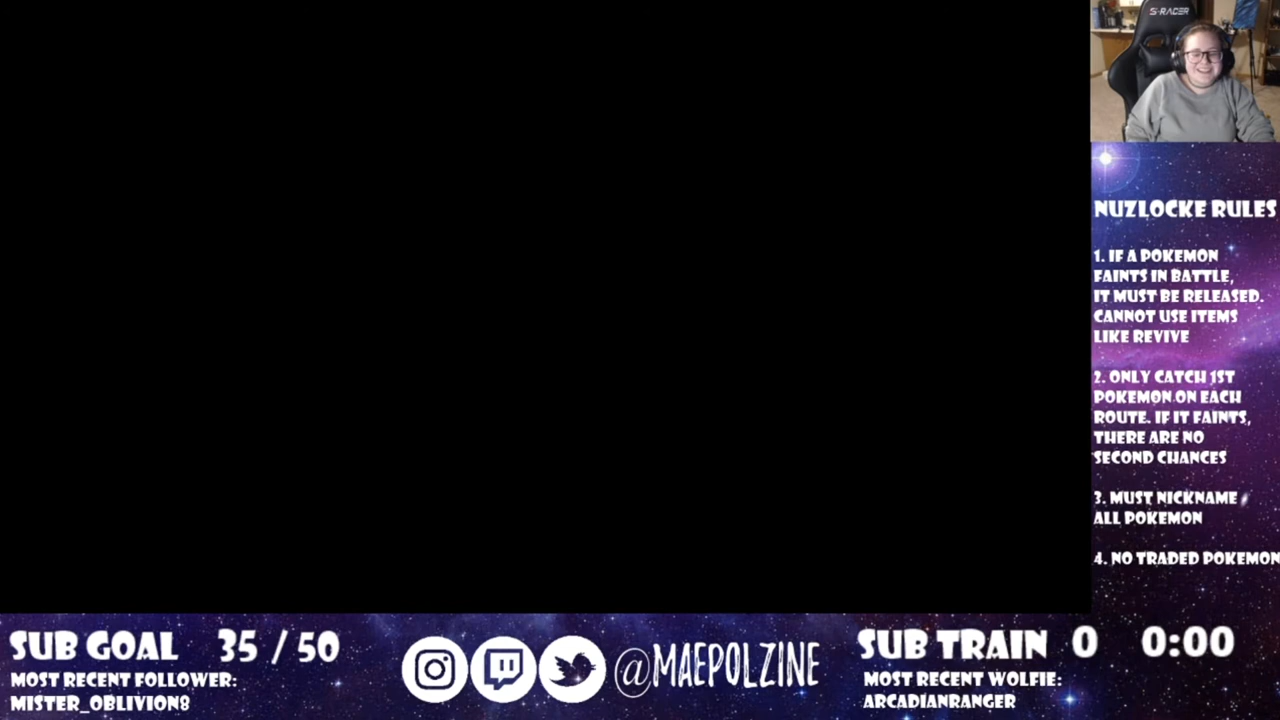 S-RACER
NUZLOCKE RULES
1. IF A POKEMON
FAINTS IN BATTLE,
IT MUST BE RELEASED.
CANNOT USE ITEMS
LIKE REVIVE
2. ONLY CATCH 1ST
POKEMON ON EACH
ROUTE. IF IT FAINTS,
THERE ARE NO
SECOND CHANCES
3. MUST NICKNAME
ALL POKEMON
4. NO TRADED POKEMON
SUB GOAL 35 / 50
MOST RECENT FOLLOWER:
MISTER_OBLIVION8
@MAEPOLZINE
SUB TRAIN 0 0:00
MOST RECENT WOLFIE:
ARCADIANRANGER